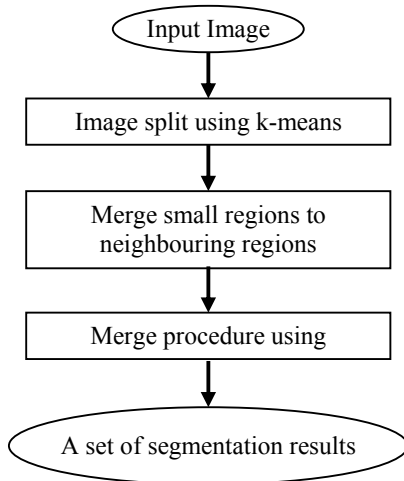 Input Image
Image split using k-means
Merge small regions to
neighbouring regions
Merge procedure using
A set of segmentation results